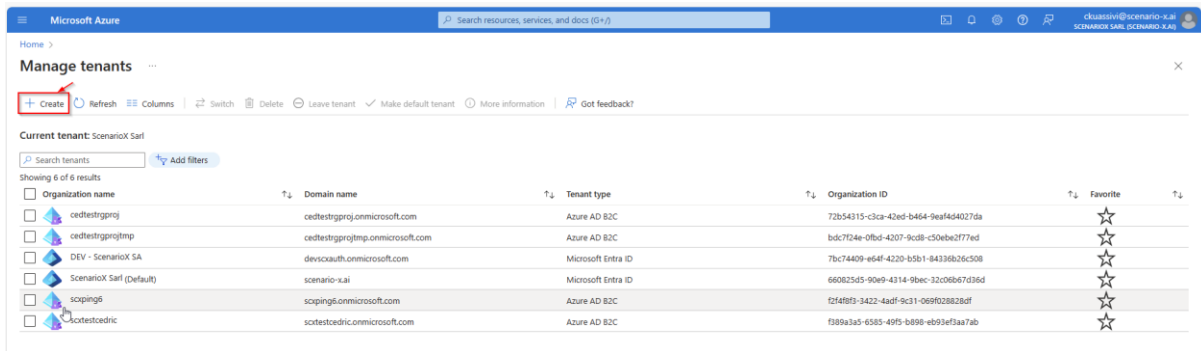 Microsoft Azure
Search resources, services, and docs (G+/)
ckuassivi@scenario-x.ai
SCENARIOX SARL (SCENARIO-X.AI)
Home >
Manage tenants ...
+ Create Refresh Columns Switch Delete Leave tenant Make default tenant More information Got feedback?
Current tenant: ScenarioX Sarl
Search tenants Add filters
Showing 6 of 6 results
Organization name Domain name Tenant type Organization ID Favorite
cedtestrgproj cedtestrgproj.onmicrosoft.com Azure AD B2C 72b54315-c3ca-42ed-b464-9eaf4d4027da
cedtestrgprojtmp cedtestrgprojtmp.onmicrosoft.com Azure AD B2C bdc7f24e-0fbd-4207-9cd8-c50ebe2f77ed
DEV - ScenarioX SA devscxauth.onmicrosoft.com Microsoft Entra ID 7bc74409-e64f-4220-b5b1-84336b26c508
ScenarioX Sarl (Default) scenario-x.ai Microsoft Entra ID 660825d5-90e9-4314-9bec-32c06b67d36d
scxping6 scxping6.onmicrosoft.com Azure AD B2C f2f4f8f3-3422-4adf-9c31-069f028828df
scxtestcedric scxtestcedric.onmicrosoft.com Azure AD B2C f389a3a5-6585-49f5-b898-eb93ef3aa7ab